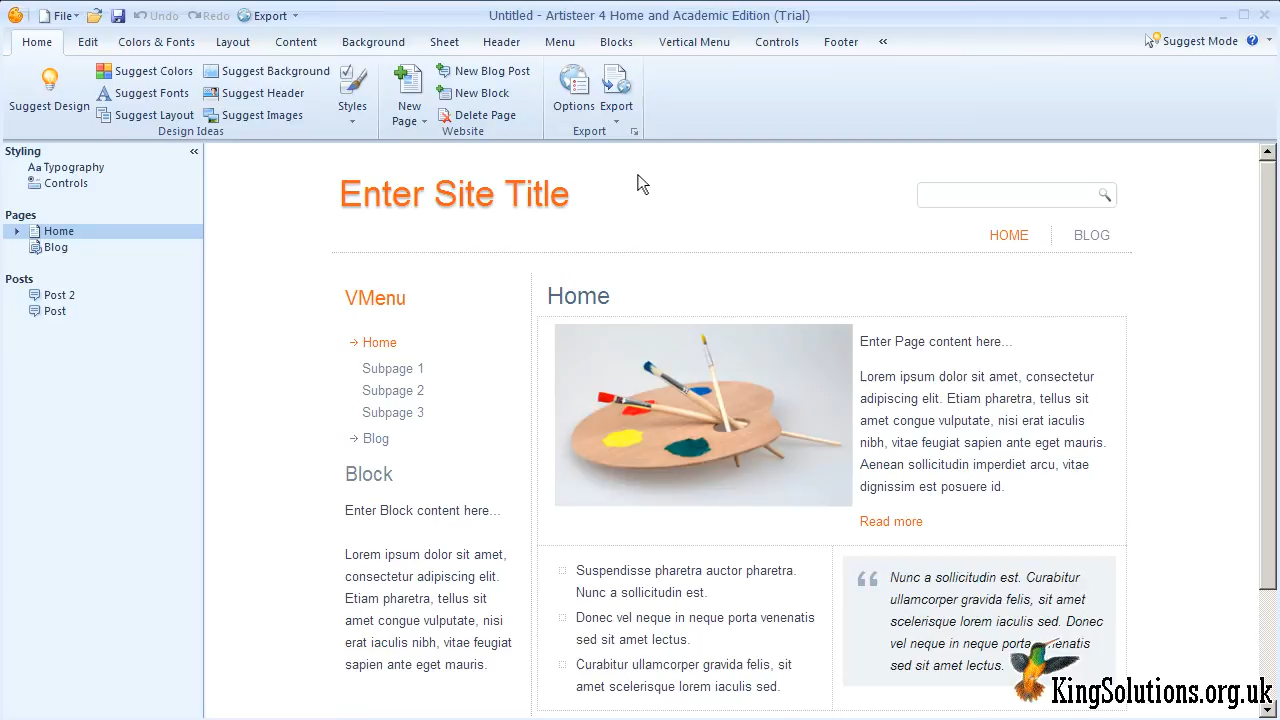 File
Undo
Redo
Export
Untitled - Artisteer 4 Home and Academic Edition (Trial)
Home
Edit
Colors & Fonts
Layout
Content
Background
Sheet
Header
Menu
Blocks
Vertical Menu
Controls
Footer
Suggest Mode
Suggest Design
Suggest Colors
Suggest Fonts
Suggest Layout
Suggest Background
Suggest Header
Suggest Images
Styles
Design Ideas
New
Page
New Blog Post
New Block
Delete Page
Website
Options
Export
Export
Styling
Aa Typography
Controls
Pages
Home
Blog
Posts
Post 2
Post
Enter Site Title
HOME
BLOG
VMenu
Home
Subpage 1
Subpage 2
Subpage 3
Blog
Block
Enter Block content here...
Lorem ipsum dolor sit amet,
consectetur adipiscing elit.
Etiam pharetra, tellus sit
amet congue vulputate, nisi
erat iaculis nibh, vitae feugiat
sapien ante eget mauris.
Home
Enter Page content here...
Lorem ipsum dolor sit amet, consectetur
adipiscing elit. Etiam pharetra, tellus sit
amet congue vulputate, nisi erat iaculis
nibh, vitae feugiat sapien ante eget mauris.
Aenean sollicitudin imperdiet arcu, vitae
dignissim est posuere id.
Read more
Suspendisse pharetra auctor pharetra.
Nunc a sollicitudin est.
Donec vel neque in neque porta venenatis
sed sit amet lectus.
Curabitur ullamcorper gravida felis, sit
amet scelerisque lorem iaculis sed.
Nunc a sollicitudin est. Curabitur
ullamcorper gravida felis, sit amet
scelerisque lorem iaculis sed. Donec
vel neque in neque porta venenatis
sed sit amet lectus.
KingSolutions.org.uk